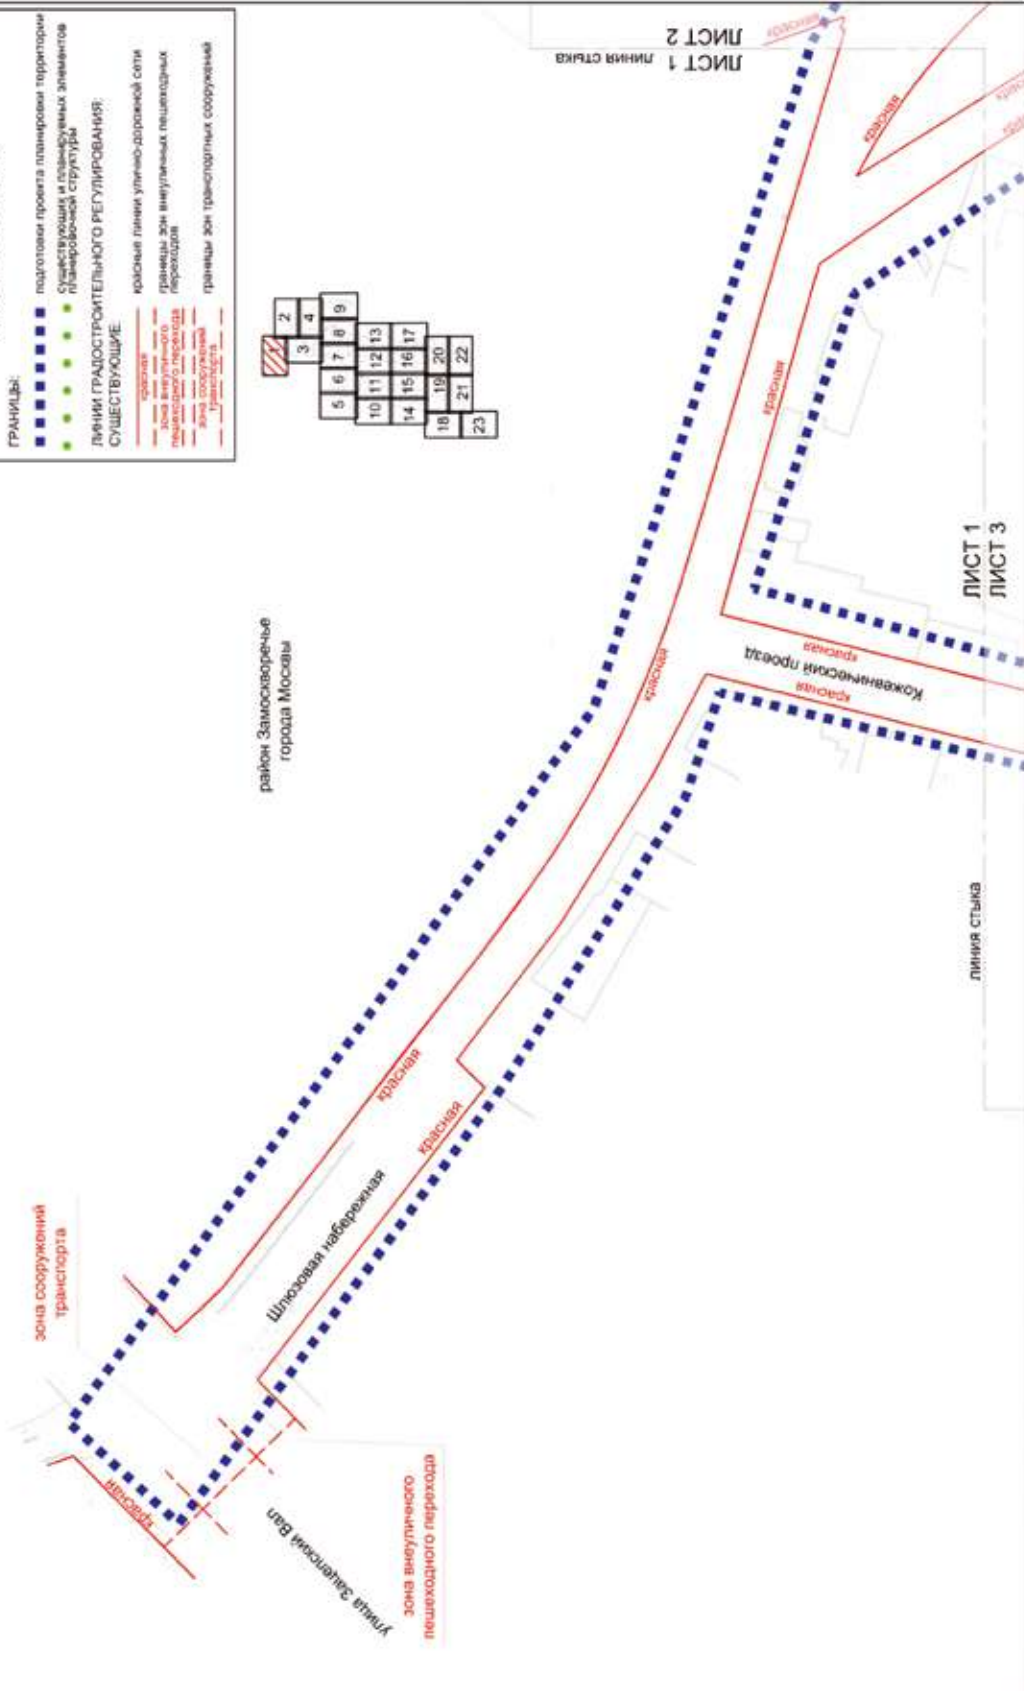 ГРАНИЦЫ:
подготовки проекта планировки территории
существующих и планируемых элементов
планировочной структуры
ЛИНИИ ГРАДОСТРОИТЕЛЬНОГО РЕГУЛИРОВАНИЯ:
СУЩЕСТВУЮЩИЕ:
красная
красные линии улично-дорожной сети
зона внеуличного
пешеходного перехода
границы зон внеуличных пешеходных
переходов
зона сооружений
транспорта
границы зон транспортных сооружений
1
2
3
4
5
6
7
8
9
10
11
12
13
14
15
16
17
18
19
20
21
22
23
район Замоскворечье
города Москвы
зона сооружений
транспорта
красная
улица Зацепский Вал
зона внеуличного
пешеходного перехода
Шлюзовая набережная
красная
красная
красная
красная
Кожевнический проезд
красная
красная
красная
красная
линия стыка
ЛИСТ 1
ЛИСТ 2
линия стыка
ЛИСТ 1
ЛИСТ 3